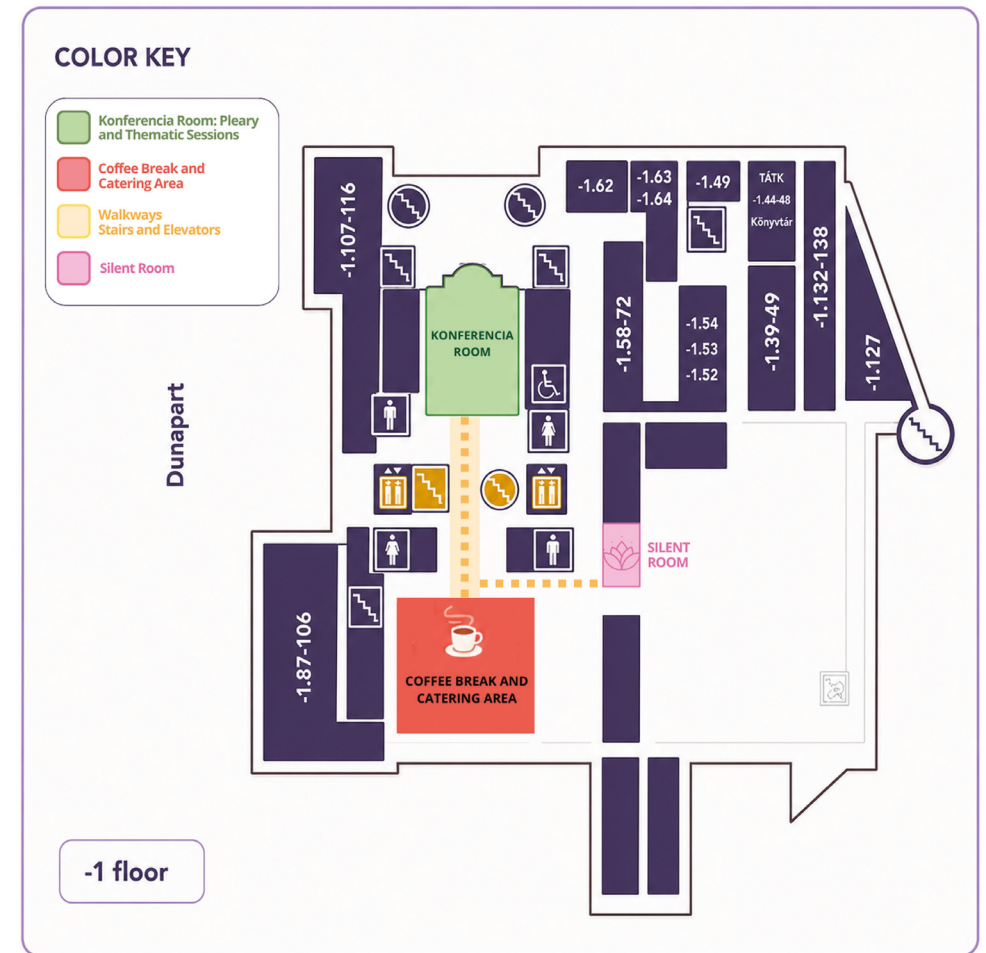 COLOR KEY
Konferencia Room: Pleary
and Thematic Sessions
Coffee Break and
Catering Area
Walkways
Stairs and Elevators
Silent Room
-1.107-116
-1.62
-1.63
-1.64
-1.49
TÁTK
-1.44-48
Könyvtár
-1.132-138
KONFERENCIA
ROOM
-1.58-72
-1.54
-1.53
-1.52
-1.39-49
-1.127
Dunapart
SILENT
ROOM
-1.87-106
COFFEE BREAK AND
CATERING AREA
-1 floor